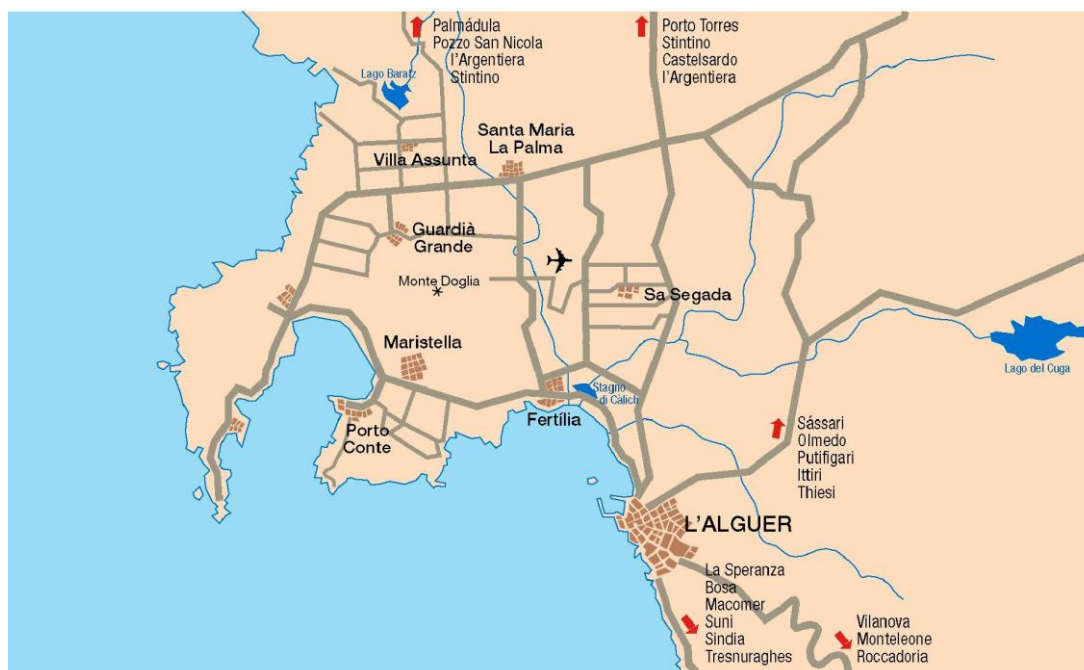 Palmádula
Pozzo San Nicola
l'Argentiera
Stintino
Porto Torres
Stintino
Castelsardo
l'Argentiera
Lago Baratz
Villa Assunta
Santa Maria
La Palma
Guardià
Grande
Monte Doglia
Sa Segada
Maristella
Lago del Cuga
Stagno
di Càlich
Porto
Conte
Fertília
Sássari
Olmedo
Putifigari
Ittiri
Thiesi
L'ALGUER
La Speranza
Bosa
Macomer
Suni
Sindia
Tresnuraghes
Vilanova
Monteleone
Roccadoria